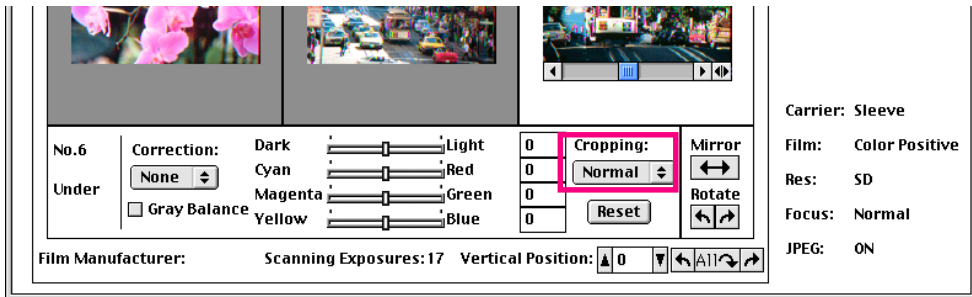 No.6
Under
Correction:
None
Gray Balance
Dark Light 0
Cyan Red 0
Magenta Green 0
Yellow Blue 0
Cropping:
Normal
Reset
Mirror
Rotate
Film Manufacturer: Scanning Exposures:17 Vertical Position: 0 All
Carrier: Sleeve
Film: Color Positive
Res: SD
Focus: Normal
JPEG: ON